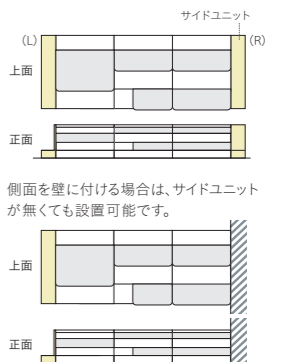 サイドユニット
(L)
(R)
上面
正面
側面を壁に付ける場合は、サイドユニット
が無くても設置可能です。
上面
正面